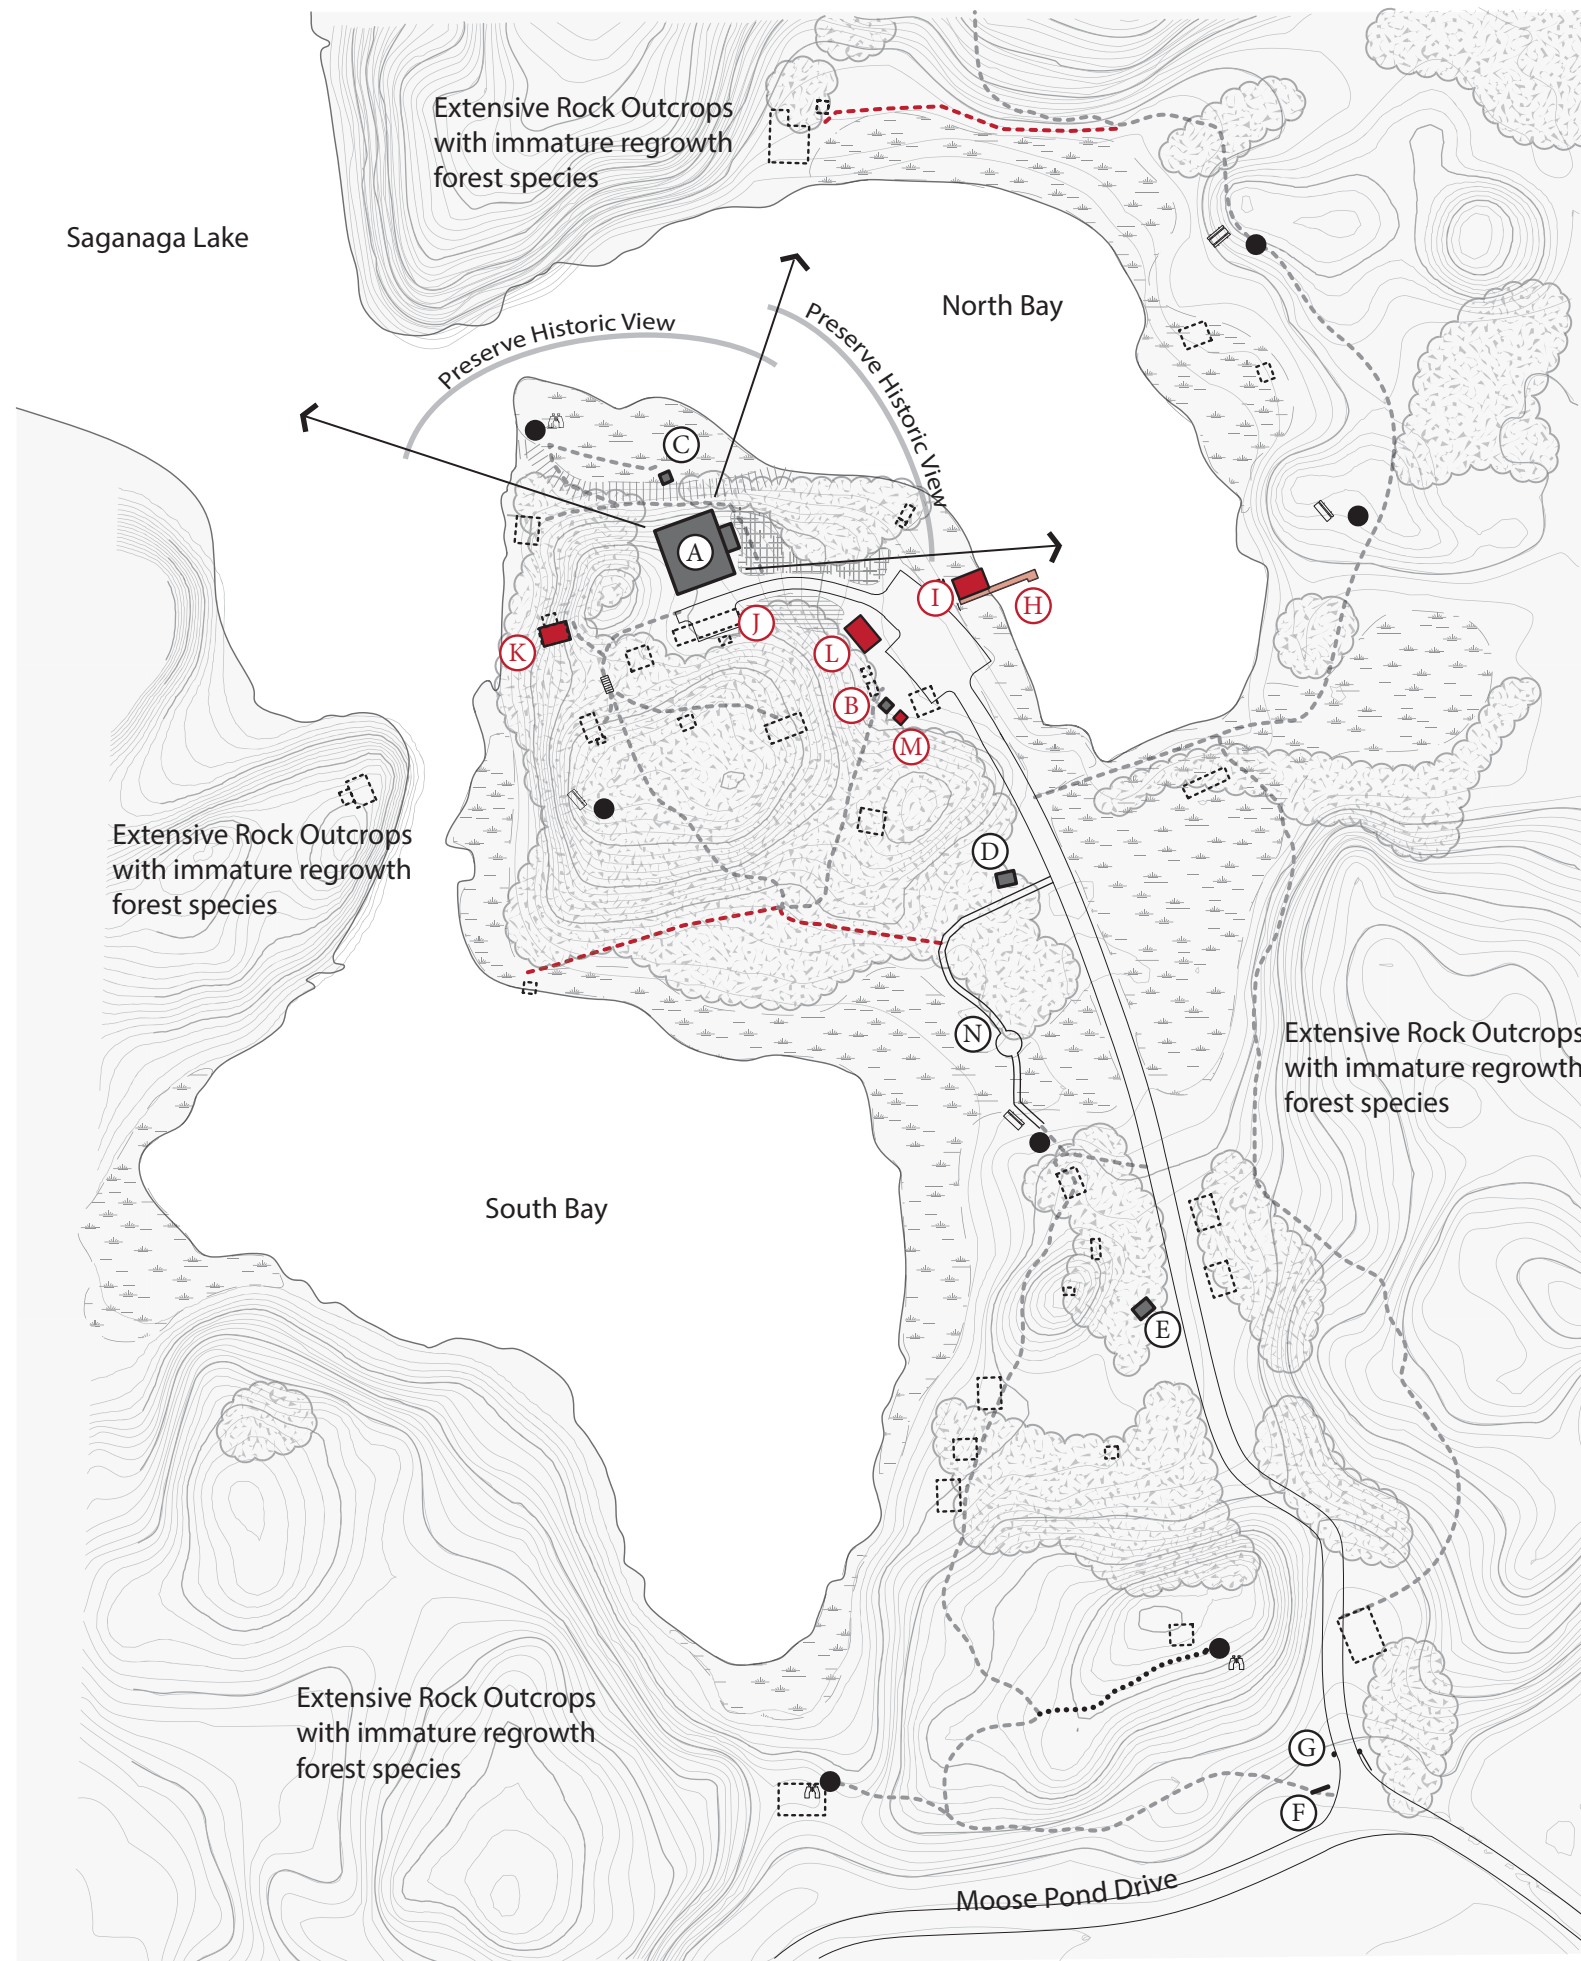 Extensive Rock Outcrops
with immature regrowth
forest species
Saganaga Lake
North Bay
Preserve Historic View
Preserve Historic View
C
A
I
H
J
K
L
B
M
Extensive Rock Outcrops
with immature regrowth
forest species
D
N
Extensive Rock Outcrops
with immature regrowth
forest species
South Bay
E
Extensive Rock Outcrops
with immature regrowth
forest species
G
F
Moose Pond Drive